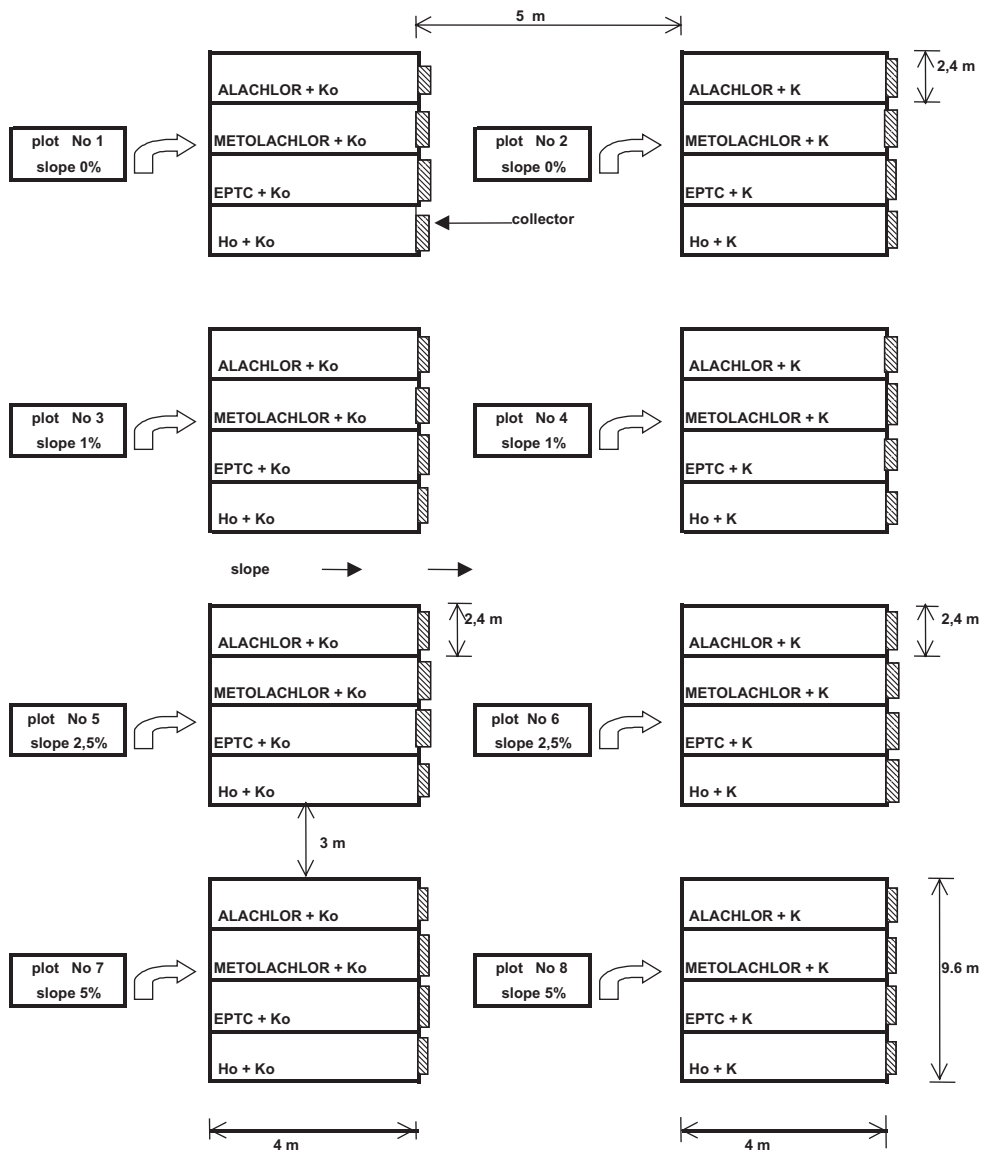 5 m
ALACHLOR + Ko
METOLACHLOR + Ko
EPTC + Ko
Ho + Ko
plot No 1
slope 0%
collector
ALACHLOR + K
METOLACHLOR + K
EPTC + K
Ho + K
plot No 2
slope 0%
2,4 m
ALACHLOR + Ko
METOLACHLOR + Ko
EPTC + Ko
Ho + Ko
plot No 3
slope 1%
ALACHLOR + K
METOLACHLOR + K
EPTC + K
Ho + K
plot No 4
slope 1%
slope
ALACHLOR + Ko
METOLACHLOR + Ko
EPTC + Ko
Ho + Ko
plot No 5
slope 2,5%
2,4 m
ALACHLOR + K
METOLACHLOR + K
EPTC + K
Ho + K
plot No 6
slope 2,5%
2,4 m
3 m
ALACHLOR + Ko
METOLACHLOR + Ko
EPTC + Ko
Ho + Ko
plot No 7
slope 5%
ALACHLOR + K
METOLACHLOR + K
EPTC + K
Ho + K
plot No 8
slope 5%
9.6 m
4 m
4 m